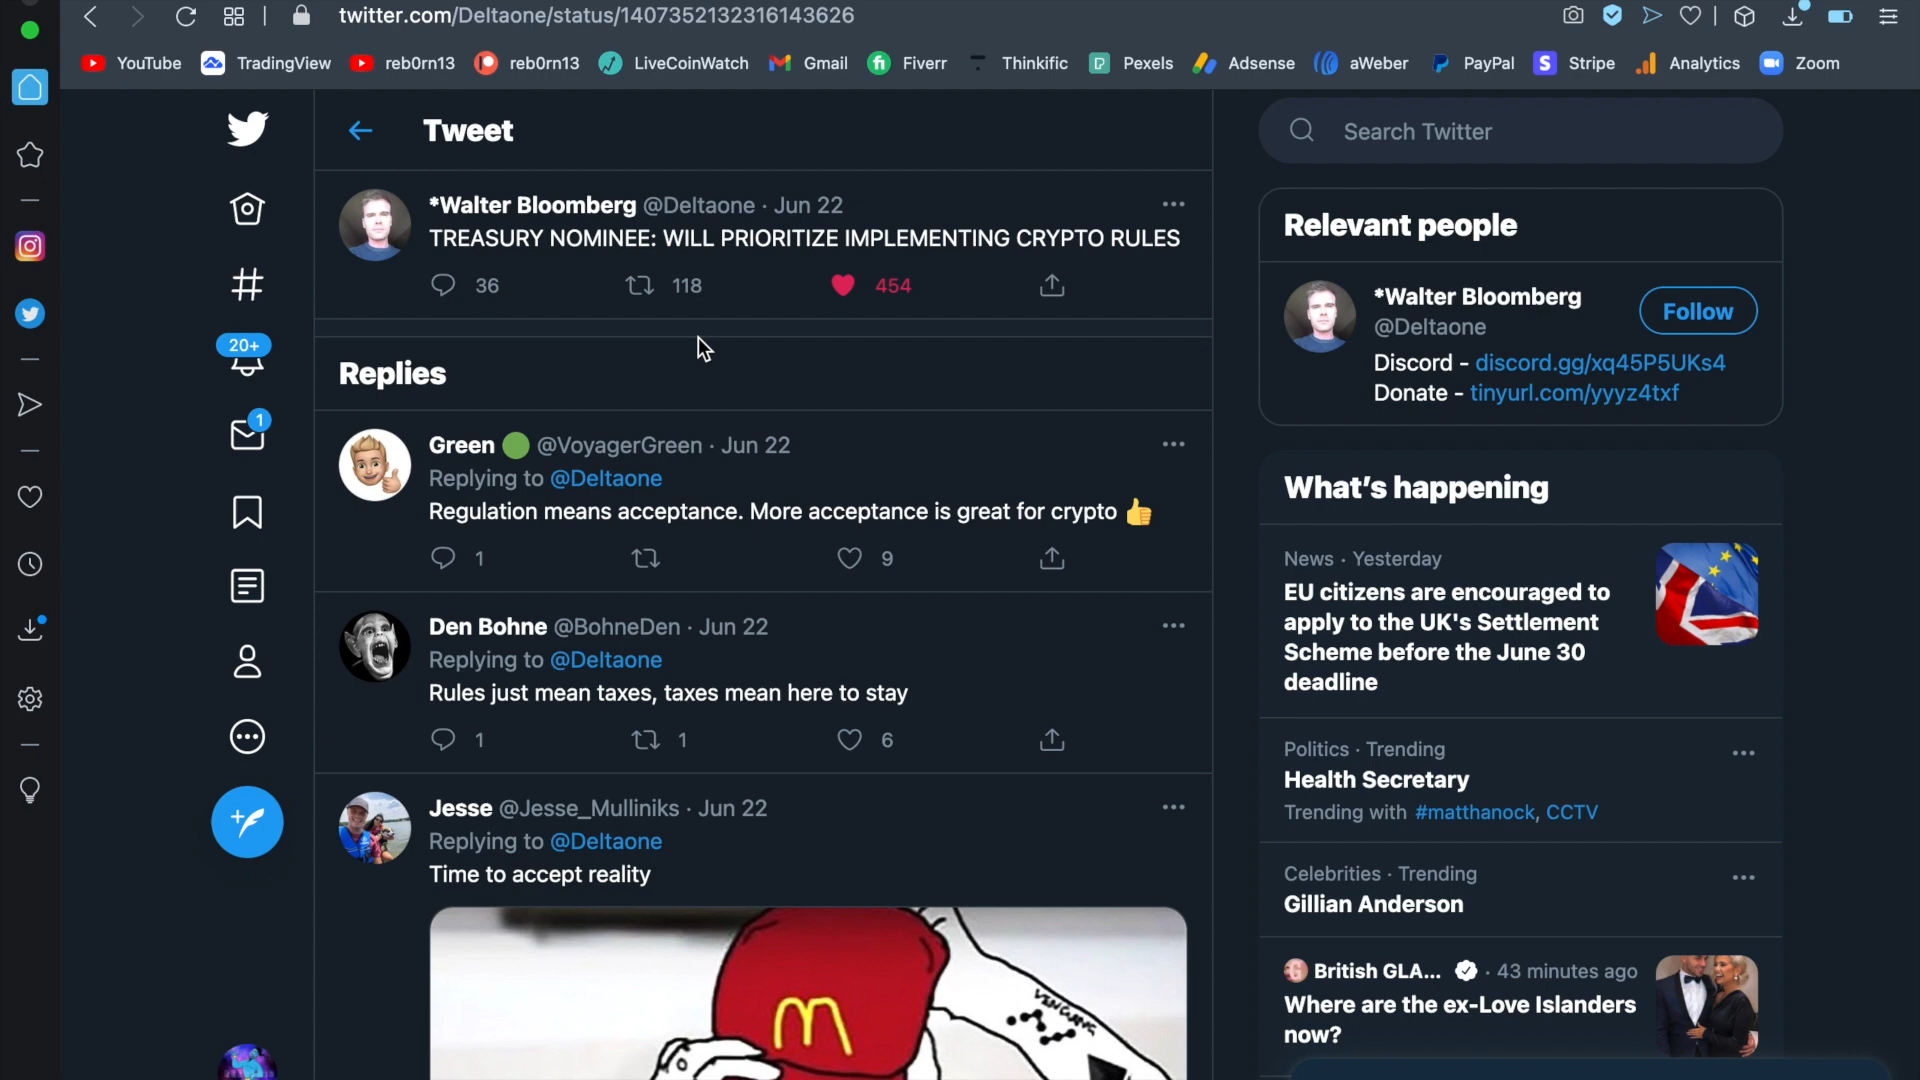 twitter.com/Deltaone/status/1407352132316143626
YouTube TradingView reb0rn13 reb0rn13 LiveCoinWatch Gmail Fiverr Thinkific Pexels Adsense aWeber PayPal Stripe Analytics Zoom
Tweet
*Walter Bloomberg @Deltaone · Jun 22
TREASURY NOMINEE: WILL PRIORITIZE IMPLEMENTING CRYPTO RULES
36 118 454
20+
1
Replies
Green @VoyagerGreen · Jun 22
Replying to @Deltaone
Regulation means acceptance. More acceptance is great for crypto 👍
1 9
Den Bohne @BohneDen · Jun 22
Replying to @Deltaone
Rules just mean taxes, taxes mean here to stay
1 1 6
Jesse @Jesse_Mulliniks · Jun 22
Replying to @Deltaone
Time to accept reality
Search Twitter
Relevant people
*Walter Bloomberg
@Deltaone
Follow
Discord - discord.gg/xq45P5UKs4
Donate - tinyurl.com/yyyz4txf
What's happening
News · Yesterday
EU citizens are encouraged to
apply to the UK's Settlement
Scheme before the June 30
deadline
Politics · Trending
Health Secretary
Trending with #matthanock, CCTV
Celebrities · Trending
Gillian Anderson
British GLA... · 43 minutes ago
Where are the ex-Love Islanders
now?